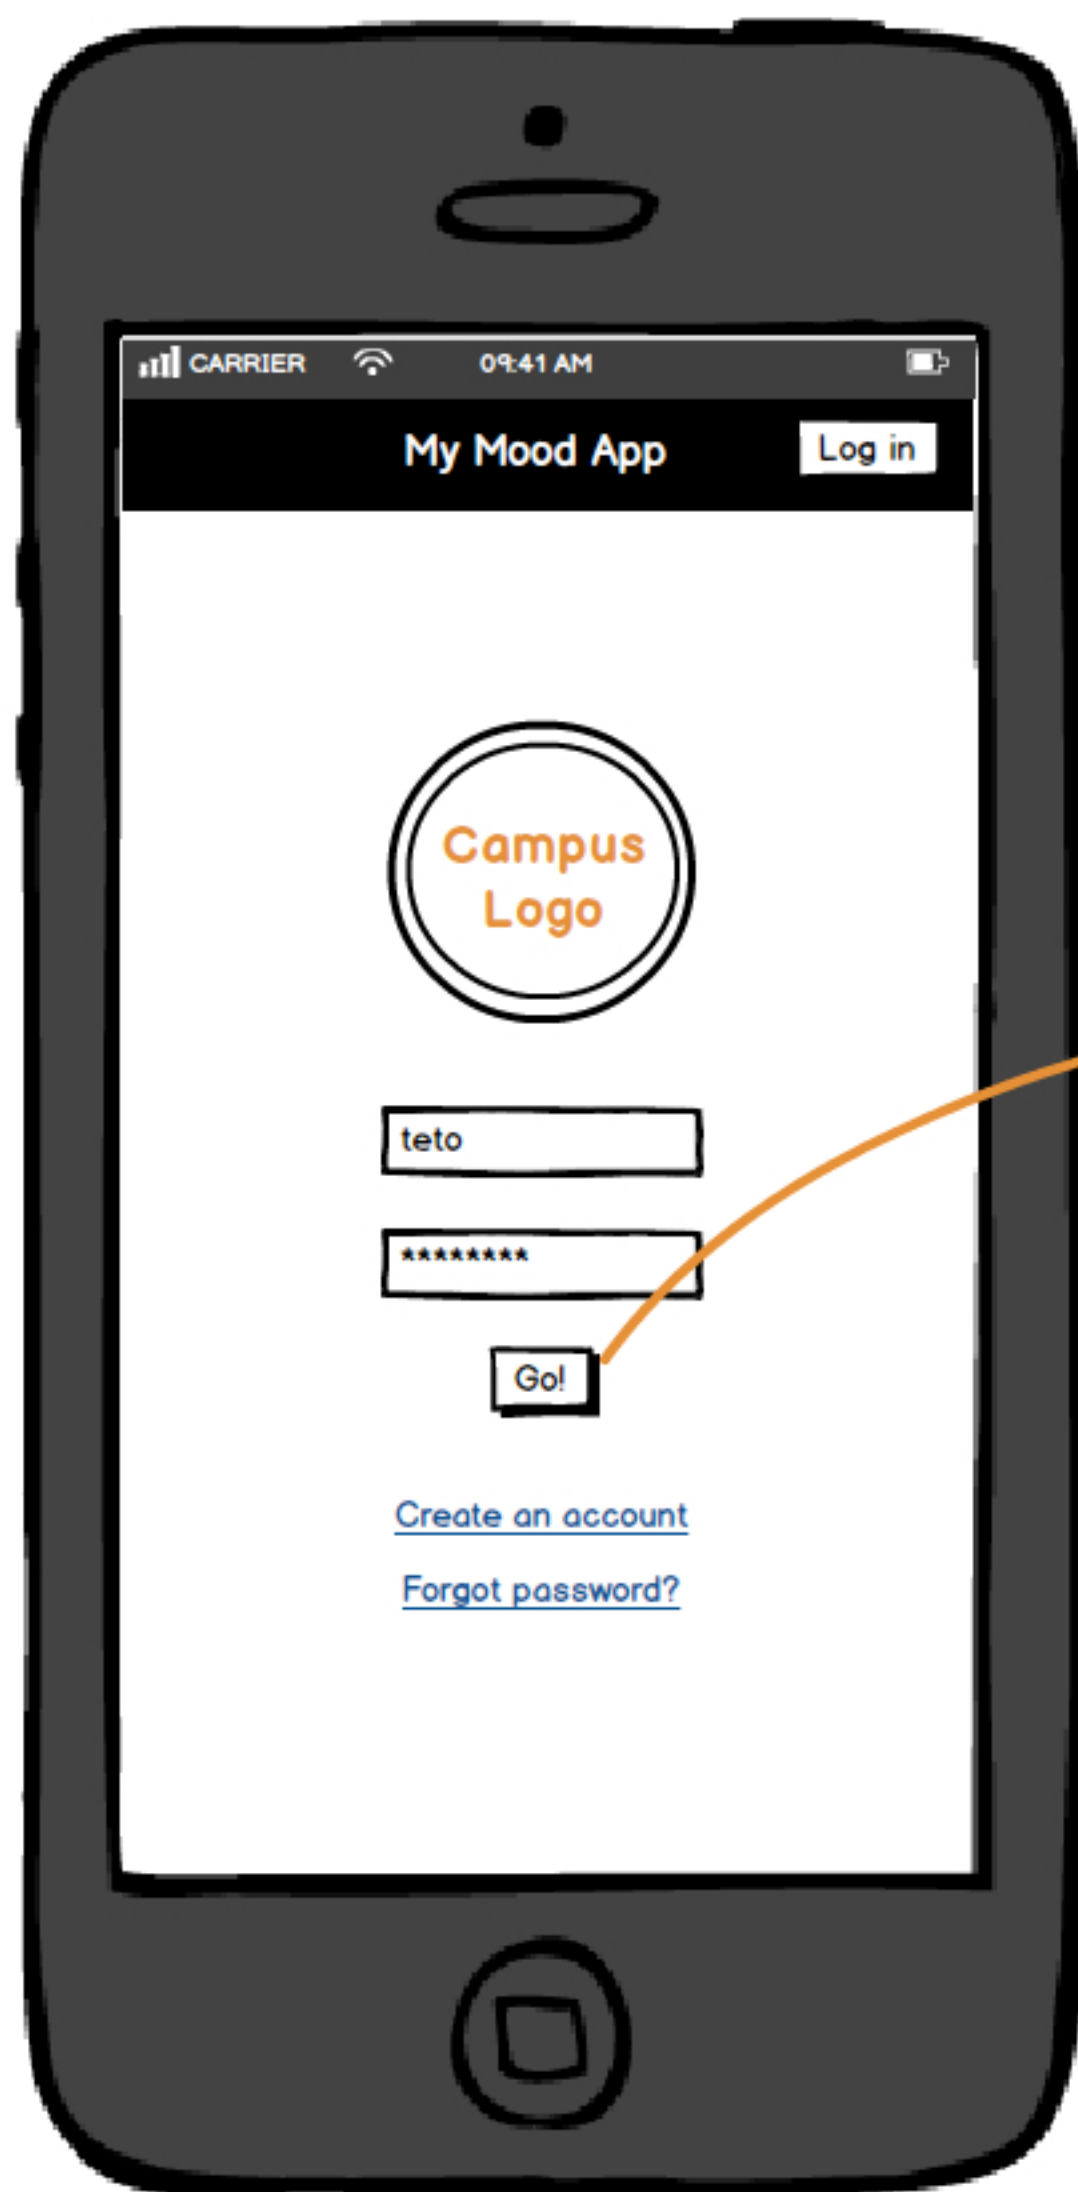 CARRIER 09:41 AM
My Mood App Log in
Campus
Logo
teto
********
Go!
Create an account
Forgot password?